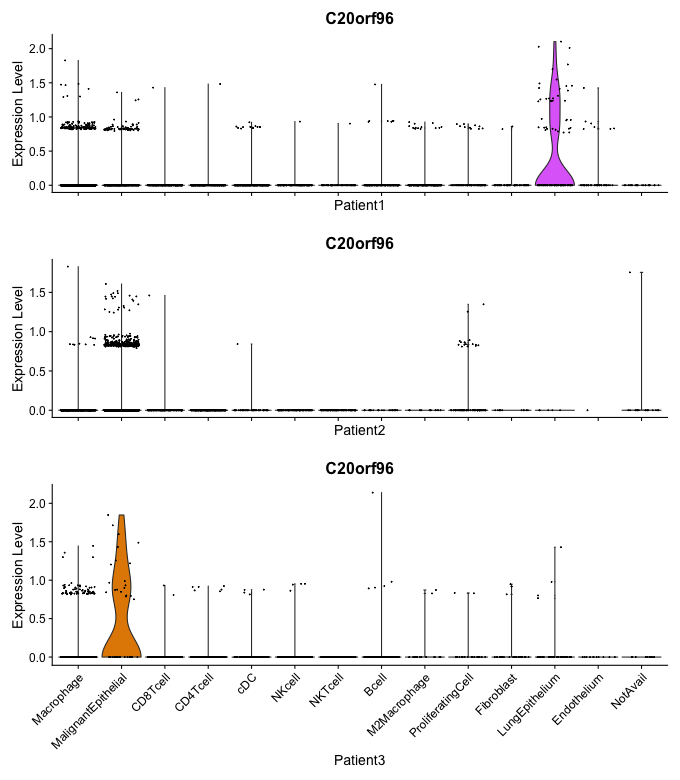 C20orf96
Expression Level
2.0
1.5
1.0
0.5
0.0
Patient1
C20orf96
Expression Level
1.5
1.0
0.5
0.0
Patient2
C20orf96
Expression Level
2.0
1.5
1.0
0.5
0.0
Macrophage
MalignantEpithelial
CD8Tcell
CD4Tcell
cDC
NKcell
NKTcell
Bcell
M2Macrophage
ProliferatingCell
Fibroblast
LungEpithelium
Endothelium
NotAvail
Patient3